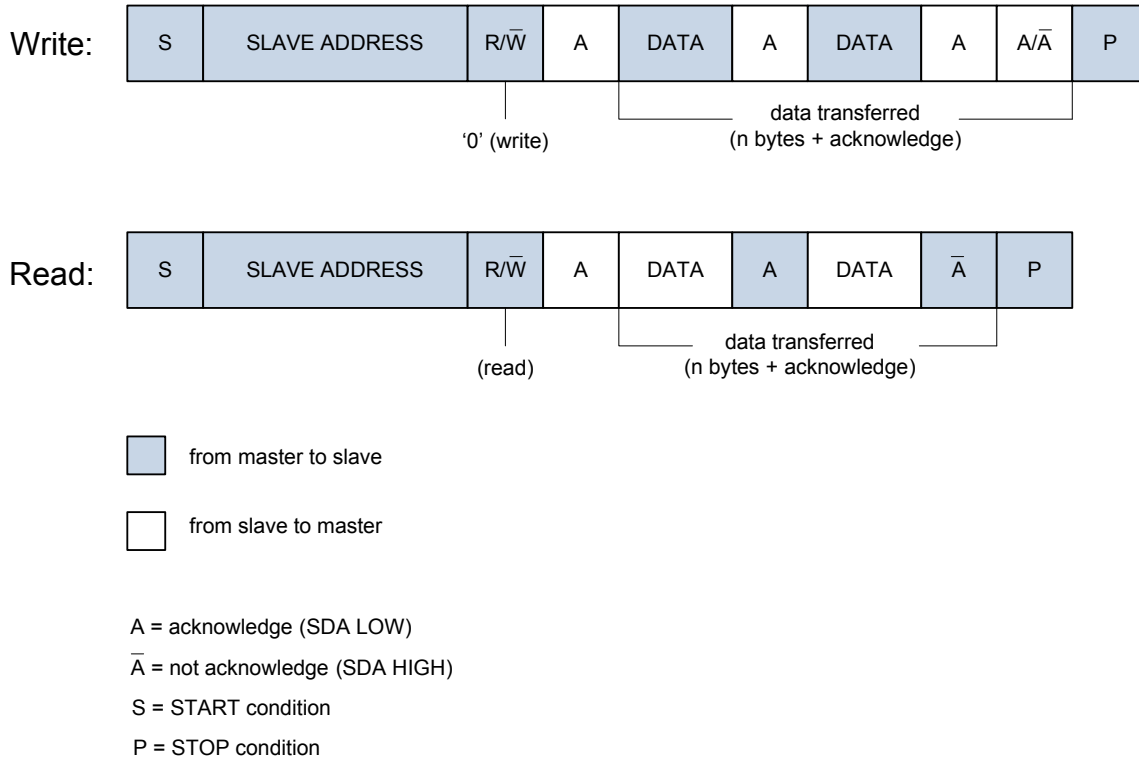 Write: S SLAVE ADDRESS R/W̅ A DATA A DATA A A/A̅ P
‘0’ (write)
data transferred
(n bytes + acknowledge)
Read: S SLAVE ADDRESS R/W̅ A DATA A DATA A̅ P
(read)
data transferred
(n bytes + acknowledge)
from master to slave
from slave to master
A = acknowledge (SDA LOW)
A̅ = not acknowledge (SDA HIGH)
S = START condition
P = STOP condition